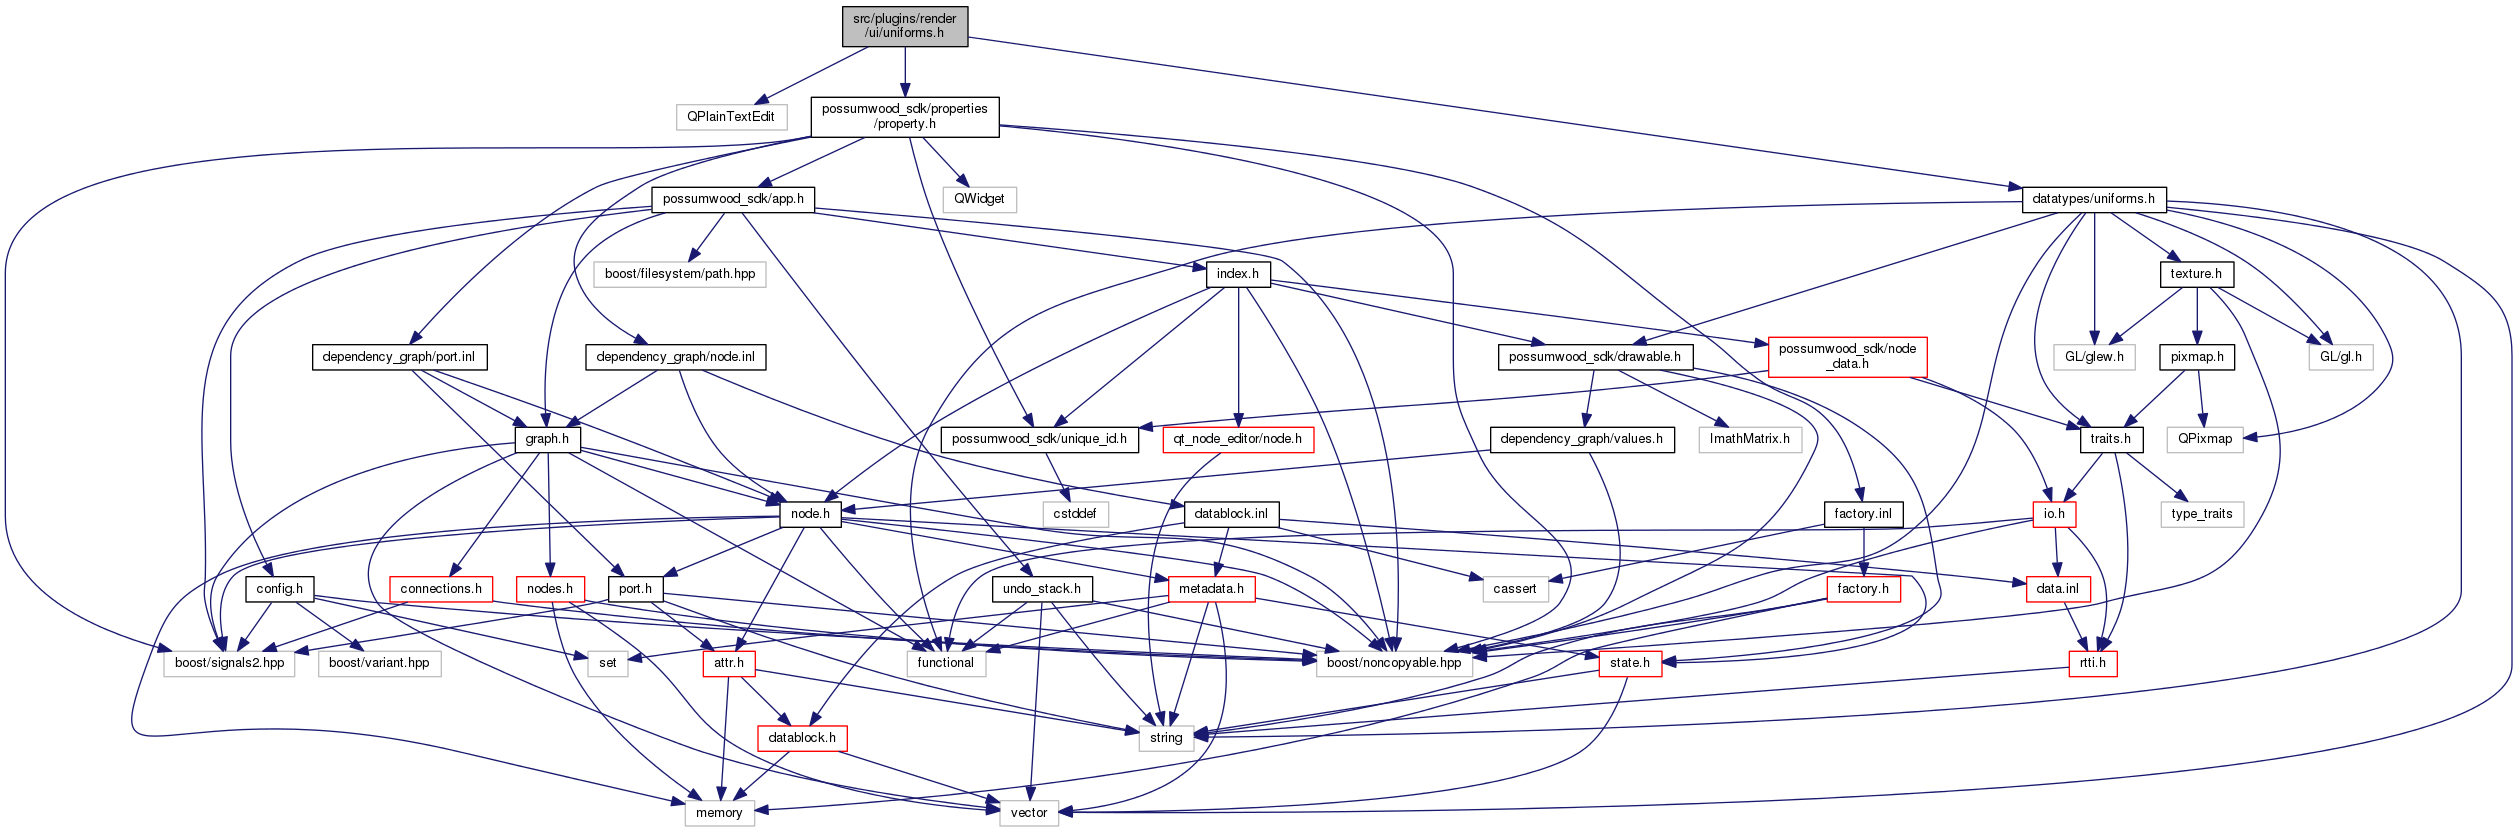 src/plugins/render
/ui/uniforms.h
QPlainTextEdit
possumwood_sdk/properties
/property.h
possumwood_sdk/app.h
QWidget
datatypes/uniforms.h
boost/filesystem/path.hpp
index.h
texture.h
dependency_graph/port.inl
dependency_graph/node.inl
possumwood_sdk/drawable.h
possumwood_sdk/node
_data.h
GL/glew.h
pixmap.h
GL/gl.h
graph.h
possumwood_sdk/unique_id.h
qt_node_editor/node.h
dependency_graph/values.h
ImathMatrix.h
traits.h
QPixmap
node.h
cstddef
datablock.inl
factory.inl
io.h
type_traits
config.h
connections.h
nodes.h
port.h
undo_stack.h
metadata.h
cassert
factory.h
data.inl
boost/signals2.hpp
boost/variant.hpp
set
attr.h
functional
boost/noncopyable.hpp
state.h
rtti.h
datablock.h
string
memory
vector